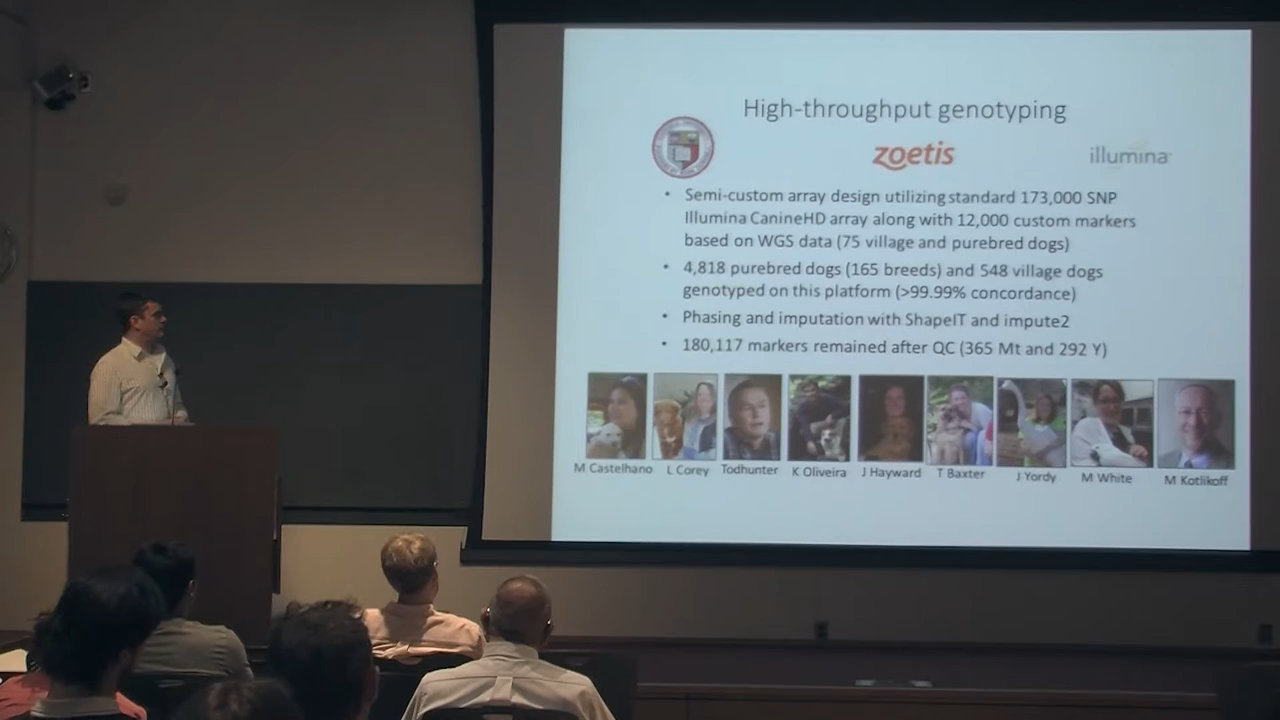 High-throughput genotyping
zoetis
illumina
• Semi-custom array design utilizing standard 173,000 SNP
Illumina CanineHD array along with 12,000 custom markers
based on WGS data (75 village and purebred dogs)
• 4,818 purebred dogs (165 breeds) and 548 village dogs
genotyped on this platform (>99.99% concordance)
• Phasing and imputation with ShapeIT and impute2
• 180,117 markers remained after QC (365 Mt and 292 Y)
M Castelhano L Corey Todhunter K Oliveira J Hayward T Baxter J Yordy M White M Kotlikoff